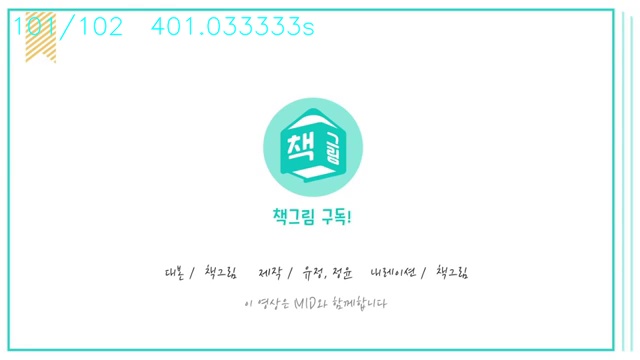 101/102 401.033333s
책그림
책그림 구독!
대본 / 책그림 제작 / 유정, 정윤 내레이션 / 책그림
이 영상은 MID와 함께합니다